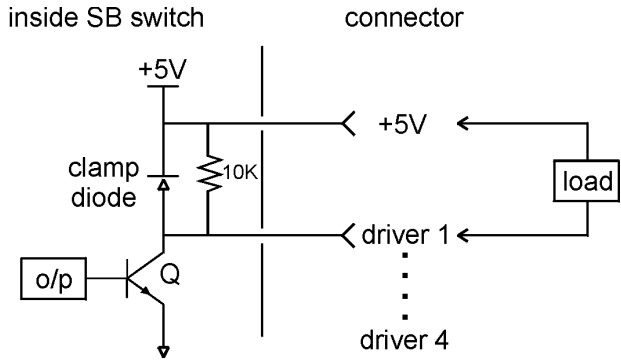 inside SB switch
connector
+5V
+5V
clamp
diode
10K
load
driver 1
o/p
Q
driver 4